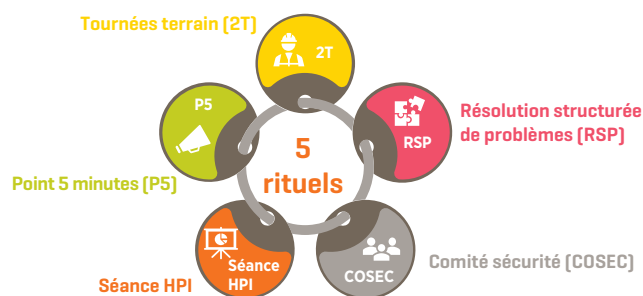 Tournées terrain (2T)
2T
P5
RSP
Résolution structurée
de problèmes (RSP)
5
rituels
Point 5 minutes (P5)
Séance
HPI
Séance HPI
COSEC
Comité sécurité (COSEC)